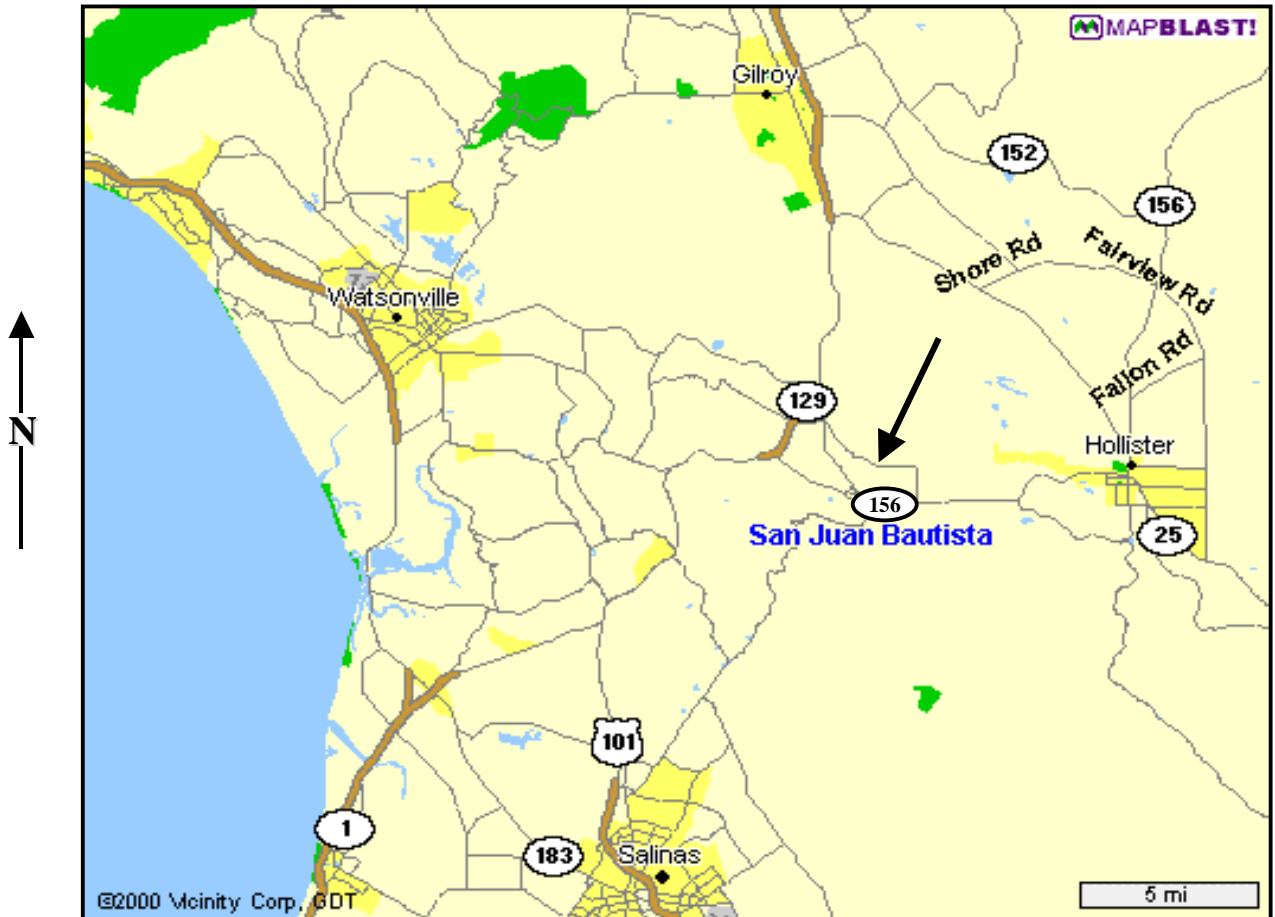 MAPBLAST!
Gilroy
152
156
Shore Rd
Fairview Rd
Watsonville
Fallon Rd
129
N
Hollister
156
San Juan Bautista
25
101
1
183
Salinas
©2000 Vicinity Corp, GDT
5 mi